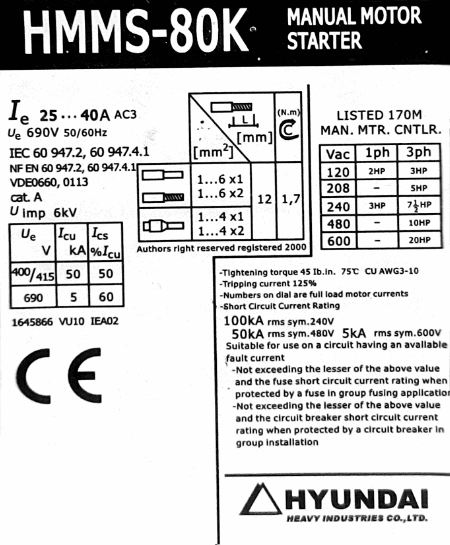 HMMS-80K MANUAL MOTOR
STARTER
Ie 25 ··· 40A AC3
Ue 690V 50/60Hz
IEC 60 947.2, 60 947.4.1
NF EN 60 947.2, 60 947.4.1
VDE0660, 0113
cat. A
U imp 6kV
Ue V Icu kA Ics %Icu
400/415 50 50
690 5 60
1645866 VU10 IEA02
CE
[mm²] L [mm] (N.m) C
1...6 x1
1...6 x2
1...4 x1
1...4 x2
12 1,7
Authors right reserved registered 2000
LISTED 170M
MAN. MTR. CNTLR.
Vac 1ph 3ph
120 2HP 3HP
208 – 5HP
240 3HP 7½HP
480 – 10HP
600 – 20HP
-Tightening torque 45 lb.in. 75℃ CU AWG3-10
-Tripping current 125%
-Numbers on dial are full load motor currents
-Short Circuit Current Rating
100kA rms sym.240V
50kA rms sym.480V 5kA rms sym.600V
Suitable for use on a circuit having an available
fault current
-Not exceeding the lesser of the above value
and the fuse short circuit current rating when
protected by a fuse in group fusing application
-Not exceeding the lesser of the above value
and the circuit breaker short circuit current
rating when protected by a circuit breaker in
group installation
HYUNDAI
HEAVY INDUSTRIES CO.,LTD.